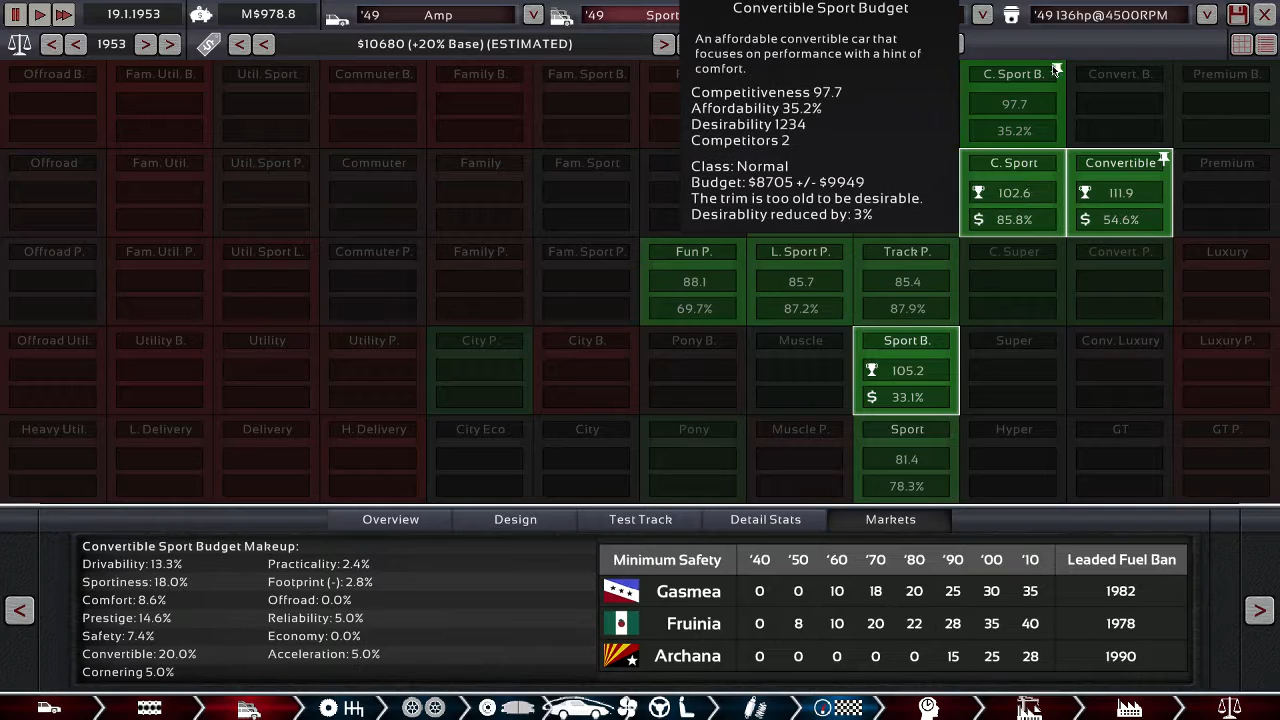 19.1.1953
M$978.8
'49 Amp
'49 Sport
'49 136hp@4500RPM
1953
$10680 (+20% Base) (ESTIMATED)
Convertible Sport Budget
An affordable convertible car that
focuses on performance with a hint of
comfort.
Competitiveness 97.7
Affordability 35.2%
Desirability 1234
Competitors 2
Class: Normal
Budget: $8705 +/- $9949
The trim is too old to be desirable.
Desirablity reduced by: 3%
Offroad B.
Fam. Util. B.
Util. Sport
Commuter B.
Family B.
Fam. Sport B.
C. Sport B.
Convert. B.
Premium B.
97.7
35.2%
Offroad
Fam. Util.
Util. Sport P.
Commuter
Family
Fam. Sport
C. Sport
Convertible
Premium
102.6
111.9
$ 85.8%
$ 54.6%
Offroad P.
Fam. Util. P.
Util. Sport L.
Commuter P.
Family P.
Fam. Sport P.
Fun P.
L. Sport P.
Track P.
C. Super
Convert. P.
Luxury
88.1
85.7
85.4
69.7%
87.2%
87.9%
Offroad Util.
Utility B.
Utility
Utility P.
City P.
City B.
Pony B.
Muscle
Sport B.
Super
Conv. Luxury
Luxury P.
105.2
$ 33.1%
Heavy Util.
L. Delivery
Delivery
H. Delivery
City Eco
City
Pony
Muscle P.
Sport
Hyper
GT
GT P.
81.4
78.3%
Overview
Design
Test Track
Detail Stats
Markets
Convertible Sport Budget Makeup:
Drivability: 13.3%
Practicality: 2.4%
Sportiness: 18.0%
Footprint (-): 2.8%
Comfort: 8.6%
Offroad: 0.0%
Prestige: 14.6%
Reliability: 5.0%
Safety: 7.4%
Economy: 0.0%
Convertible: 20.0%
Acceleration: 5.0%
Cornering 5.0%
Minimum Safety '40 '50 '60 '70 '80 '90 '00 '10 Leaded Fuel Ban
Gasmea 0 0 10 18 20 25 30 35 1982
Fruinia 0 8 10 20 22 28 35 40 1978
Archana 0 0 0 0 0 15 25 28 1990